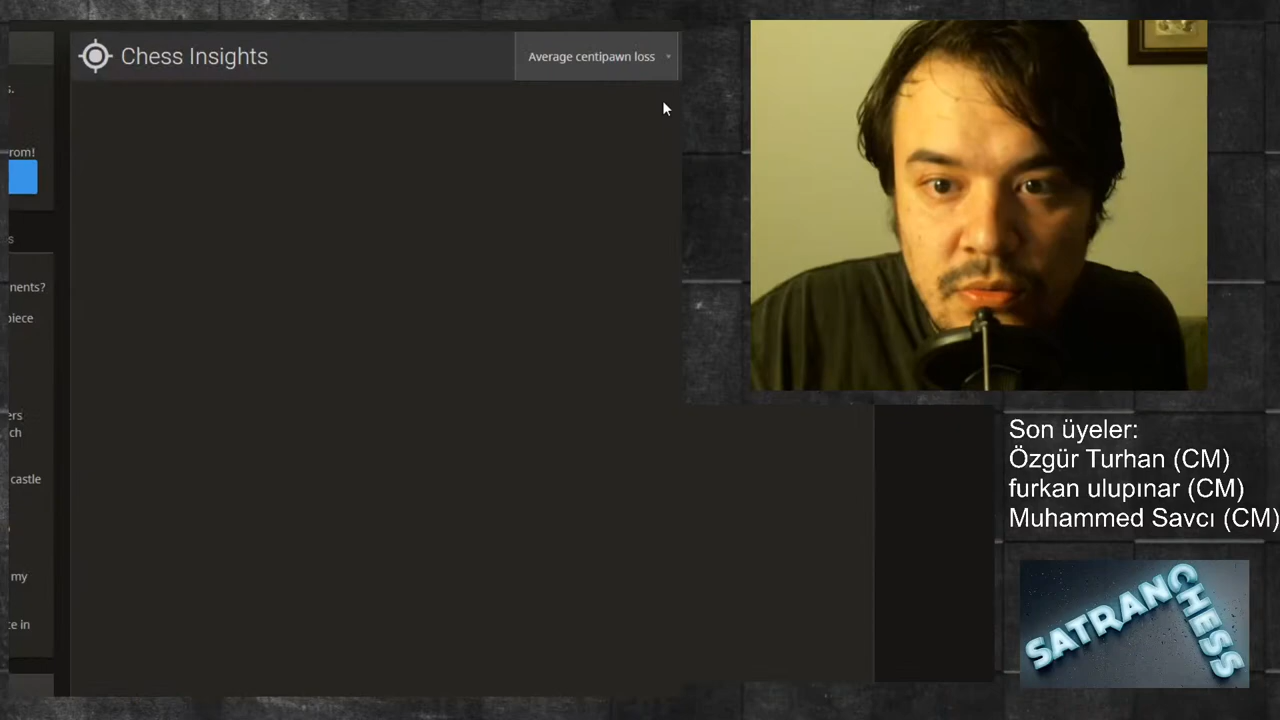 Chess Insights
Average centipawn loss
s.
rom!
s
nents?
piece
ers
ch
castle
my
ce in
Son üyeler:
Özgür Turhan (CM)
furkan ulupınar (CM)
Muhammed Savcı (CM)
SATRANCHESS